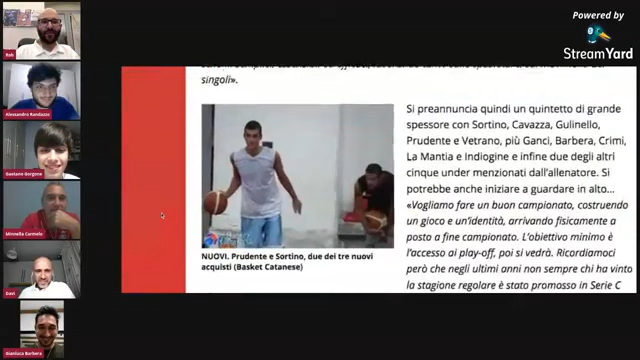 Powered by
StreamYard
Rob
Alessandro Randazzo
Gaetano Gorgone
Minnella Carmelo
Davi
Gianluca Barbera
singoli».
Si preannuncia quindi un quintetto di grande
spessore con Sortino, Cavazza, Gulinello,
Prudente e Vetrano, più Ganci, Barbera, Crimi,
La Mantia e Indiogine e infine due degli altri
cinque under menzionati dall'allenatore. Si
potrebbe anche iniziare a guardare in alto...
«Vogliamo fare un buon campionato, costruendo
un gioco e un'identità, arrivando fisicamente a
posto a fine campionato. L'obiettivo minimo è
l'accesso ai play-off, poi si vedrà. Ricordiamoci
però che negli ultimi anni non sempre chi ha vinto
la stagione regolare è stato promasso in Serie C
NUOVI. Prudente e Sortino, due dei tre nuovi
acquisti (Basket Catanese)